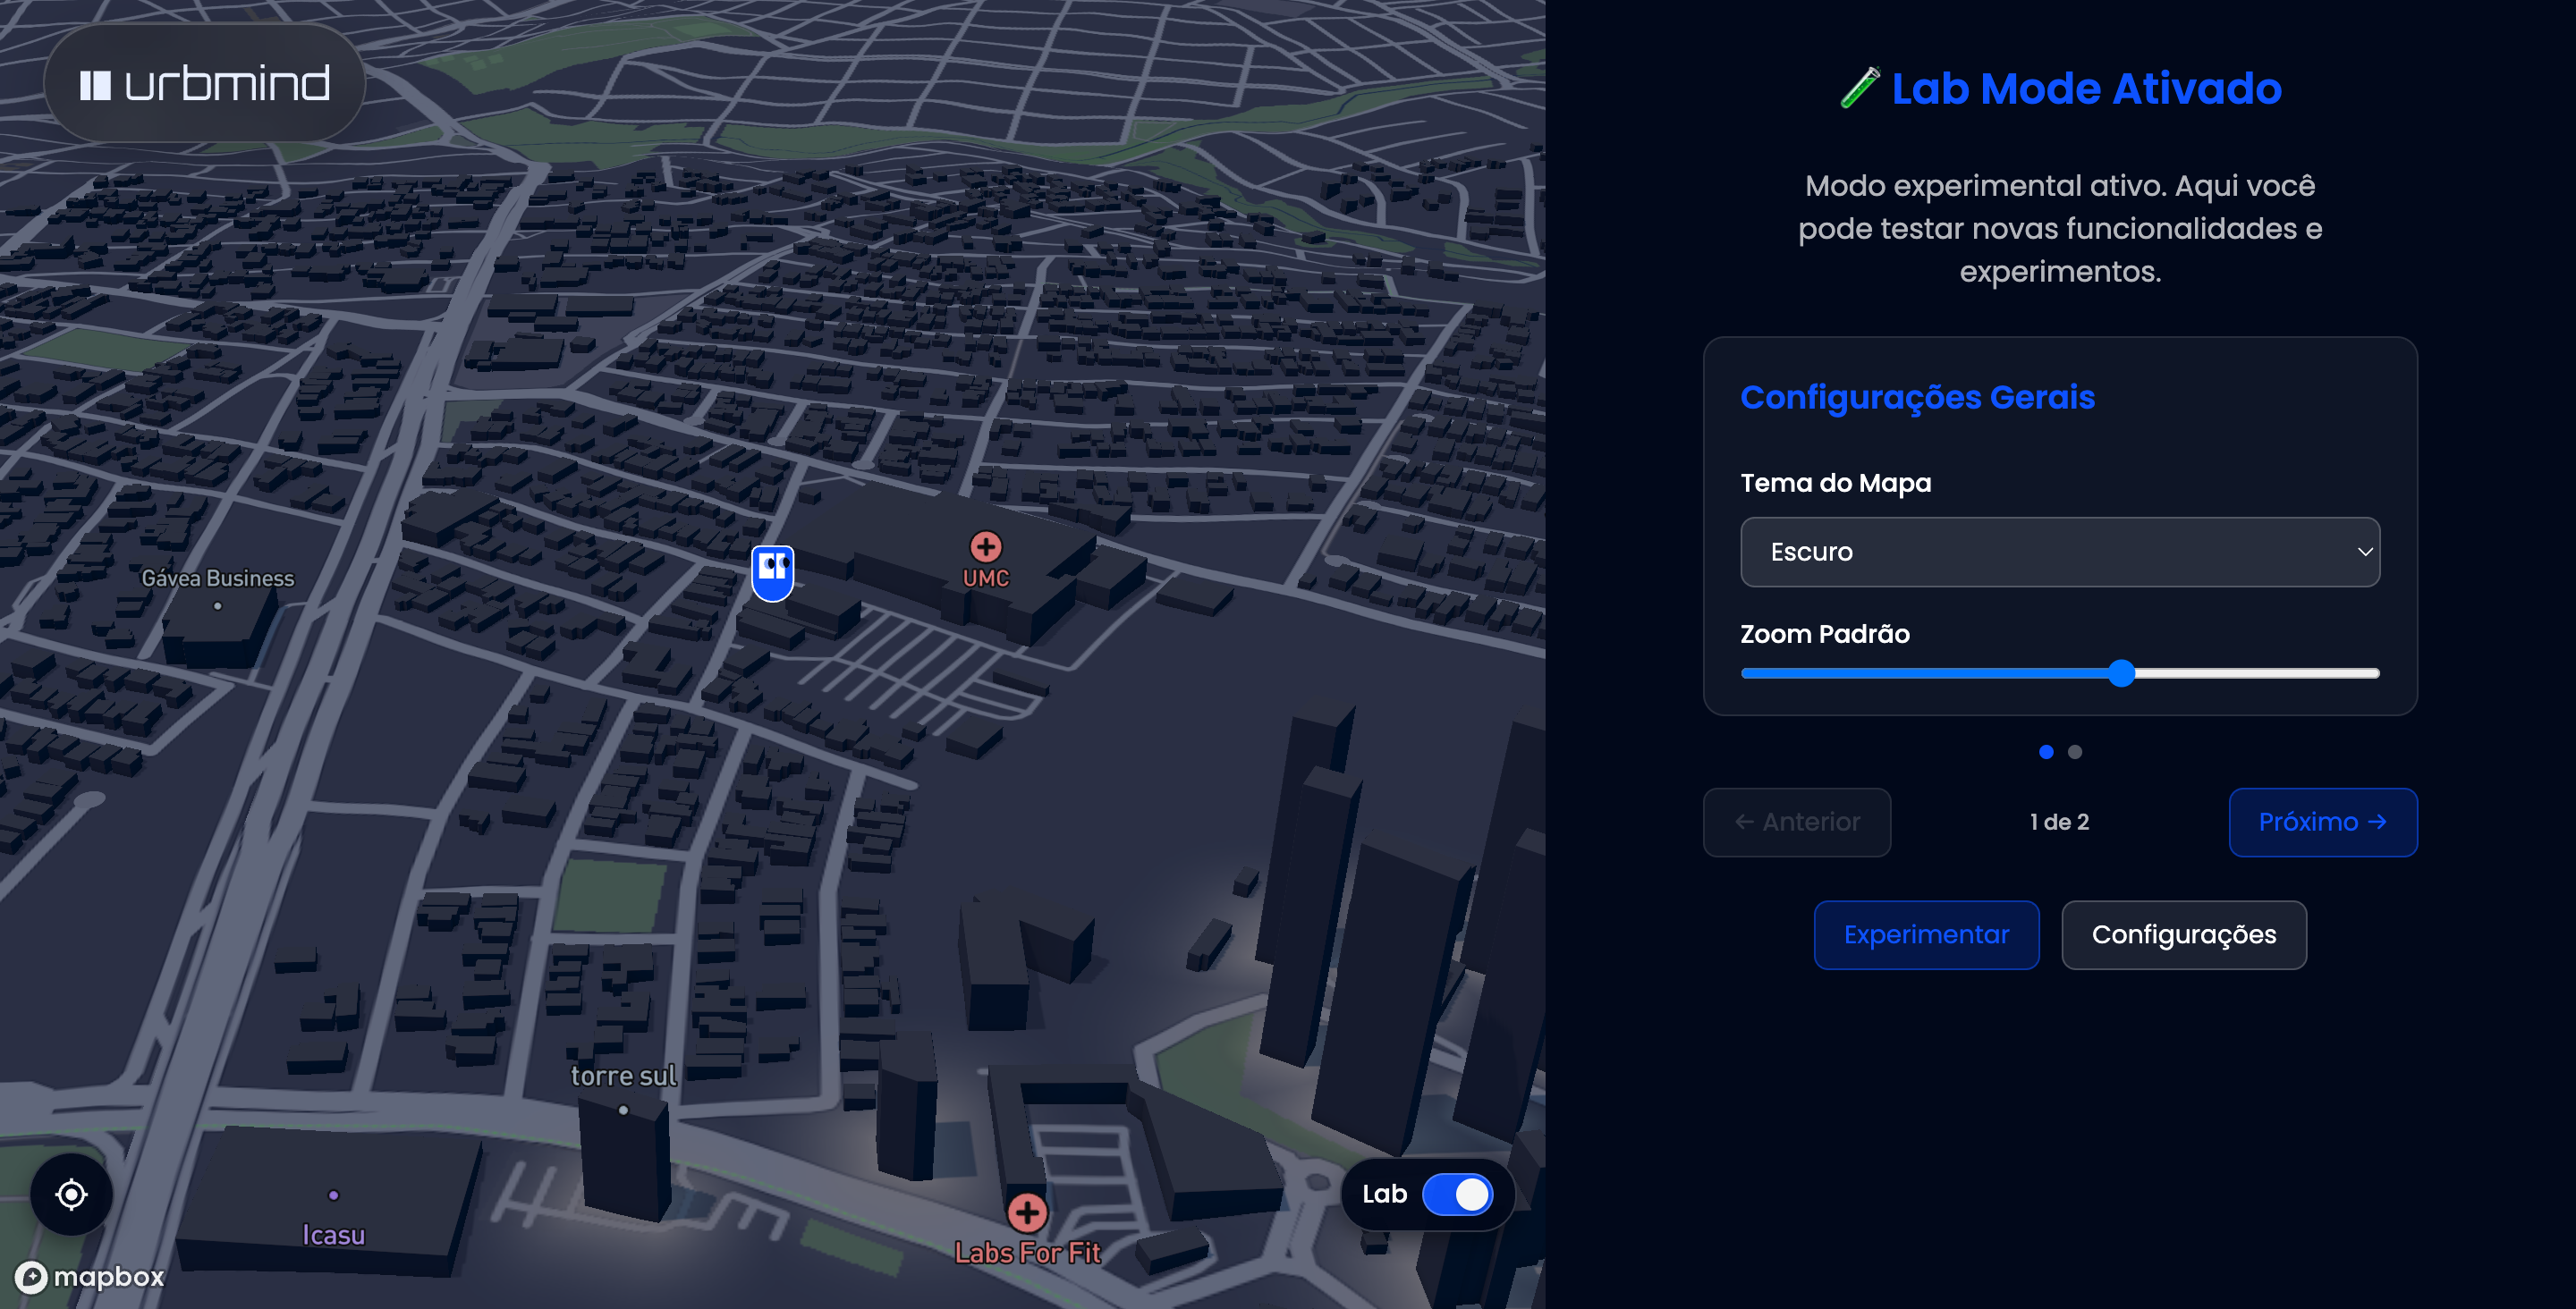 urbmind
Gávea Business
UMC
torre sul
Icasu
Labs For Fit
Lab
mapbox
Lab Mode Ativado
Modo experimental ativo. Aqui você
pode testar novas funcionalidades e
experimentos.
Configurações Gerais
Tema do Mapa
Escuro
Zoom Padrão
← Anterior
1 de 2
Próximo →
Experimentar
Configurações